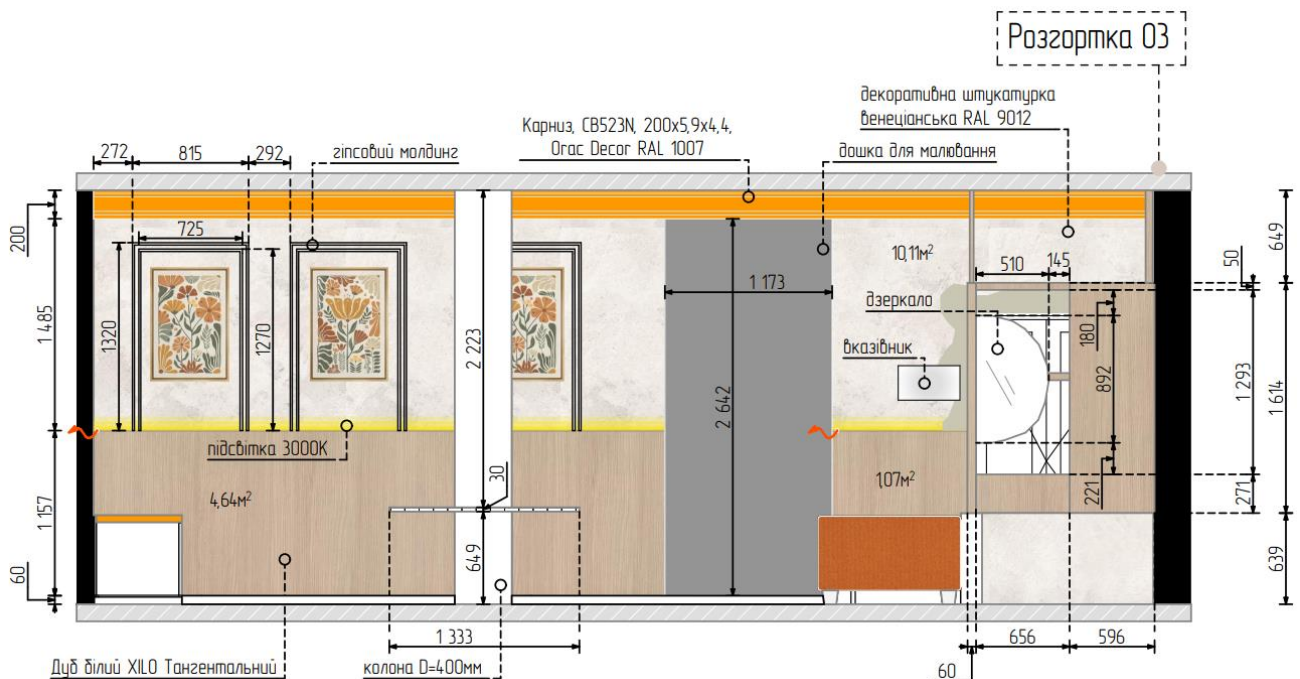 Розгортка 03
декоративна штукатурка
венеціанська RAL 9012
Карниз, CB523N, 200x5,9x4,4,
Orac Decor RAL 1007
гіпсовий молдинг
дошка для малювання
272
815
292
200
725
1 485
1320
1270
2 223
1 173
2 642
10,11м²
510
145
50
649
дзеркало
180
вказівник
892
1 293
1 614
підсвітка 3000К
4,64м²
30
1,07м²
221
271
1 157
649
639
60
1 333
656
596
60
Дуб білий XILO Тангентальний
колона D=400мм